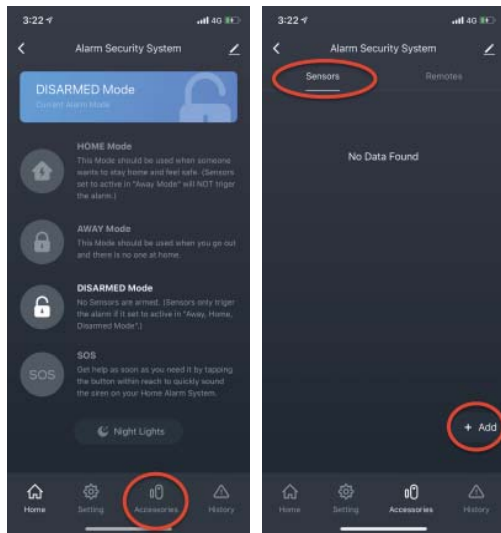 3:22
4G
Alarm Security System
DISARMED Mode
Current Alarm Mode
HOME Mode
This Mode should be used when someone
wants to stay home and feel safe. (Sensors
set to active in "Away Mode" will NOT triger
the alarm.)
AWAY Mode
This Mode should be used when you go out
and there is no one at home.
DISARMED Mode
No Sensors are armed. (Sensors only triger
the alarm if it set to active in "Away, Home,
Disarmed Mode".)
SOS
SOS
Get help as soon as you need it by tapping
the button within reach to quickly sound
the siren on your Home Alarm System.
Night Lights
Home Setting Accessories History
3:22
4G
Alarm Security System
Sensors Remotes
No Data Found
+ Add
Home Setting Accessories History